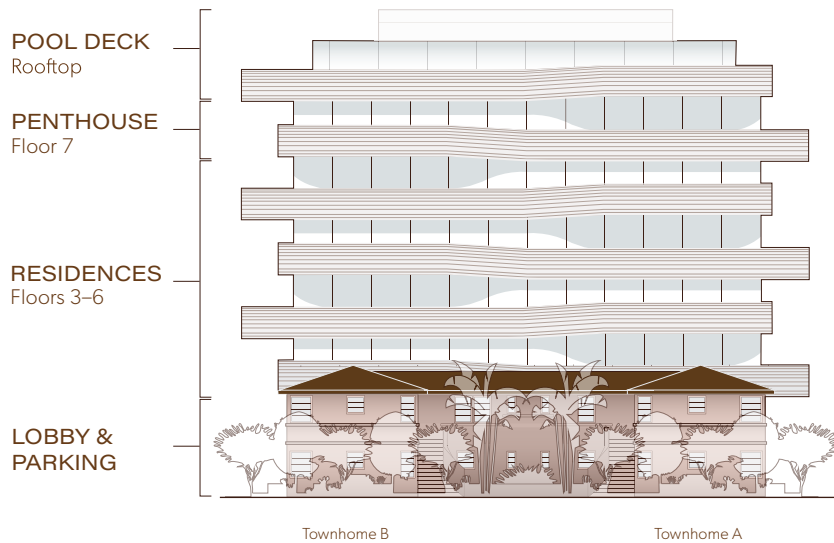 POOL DECK
Rooftop
PENTHOUSE
Floor 7
RESIDENCES
Floors 3–6
LOBBY &
PARKING
Townhome B
Townhome A